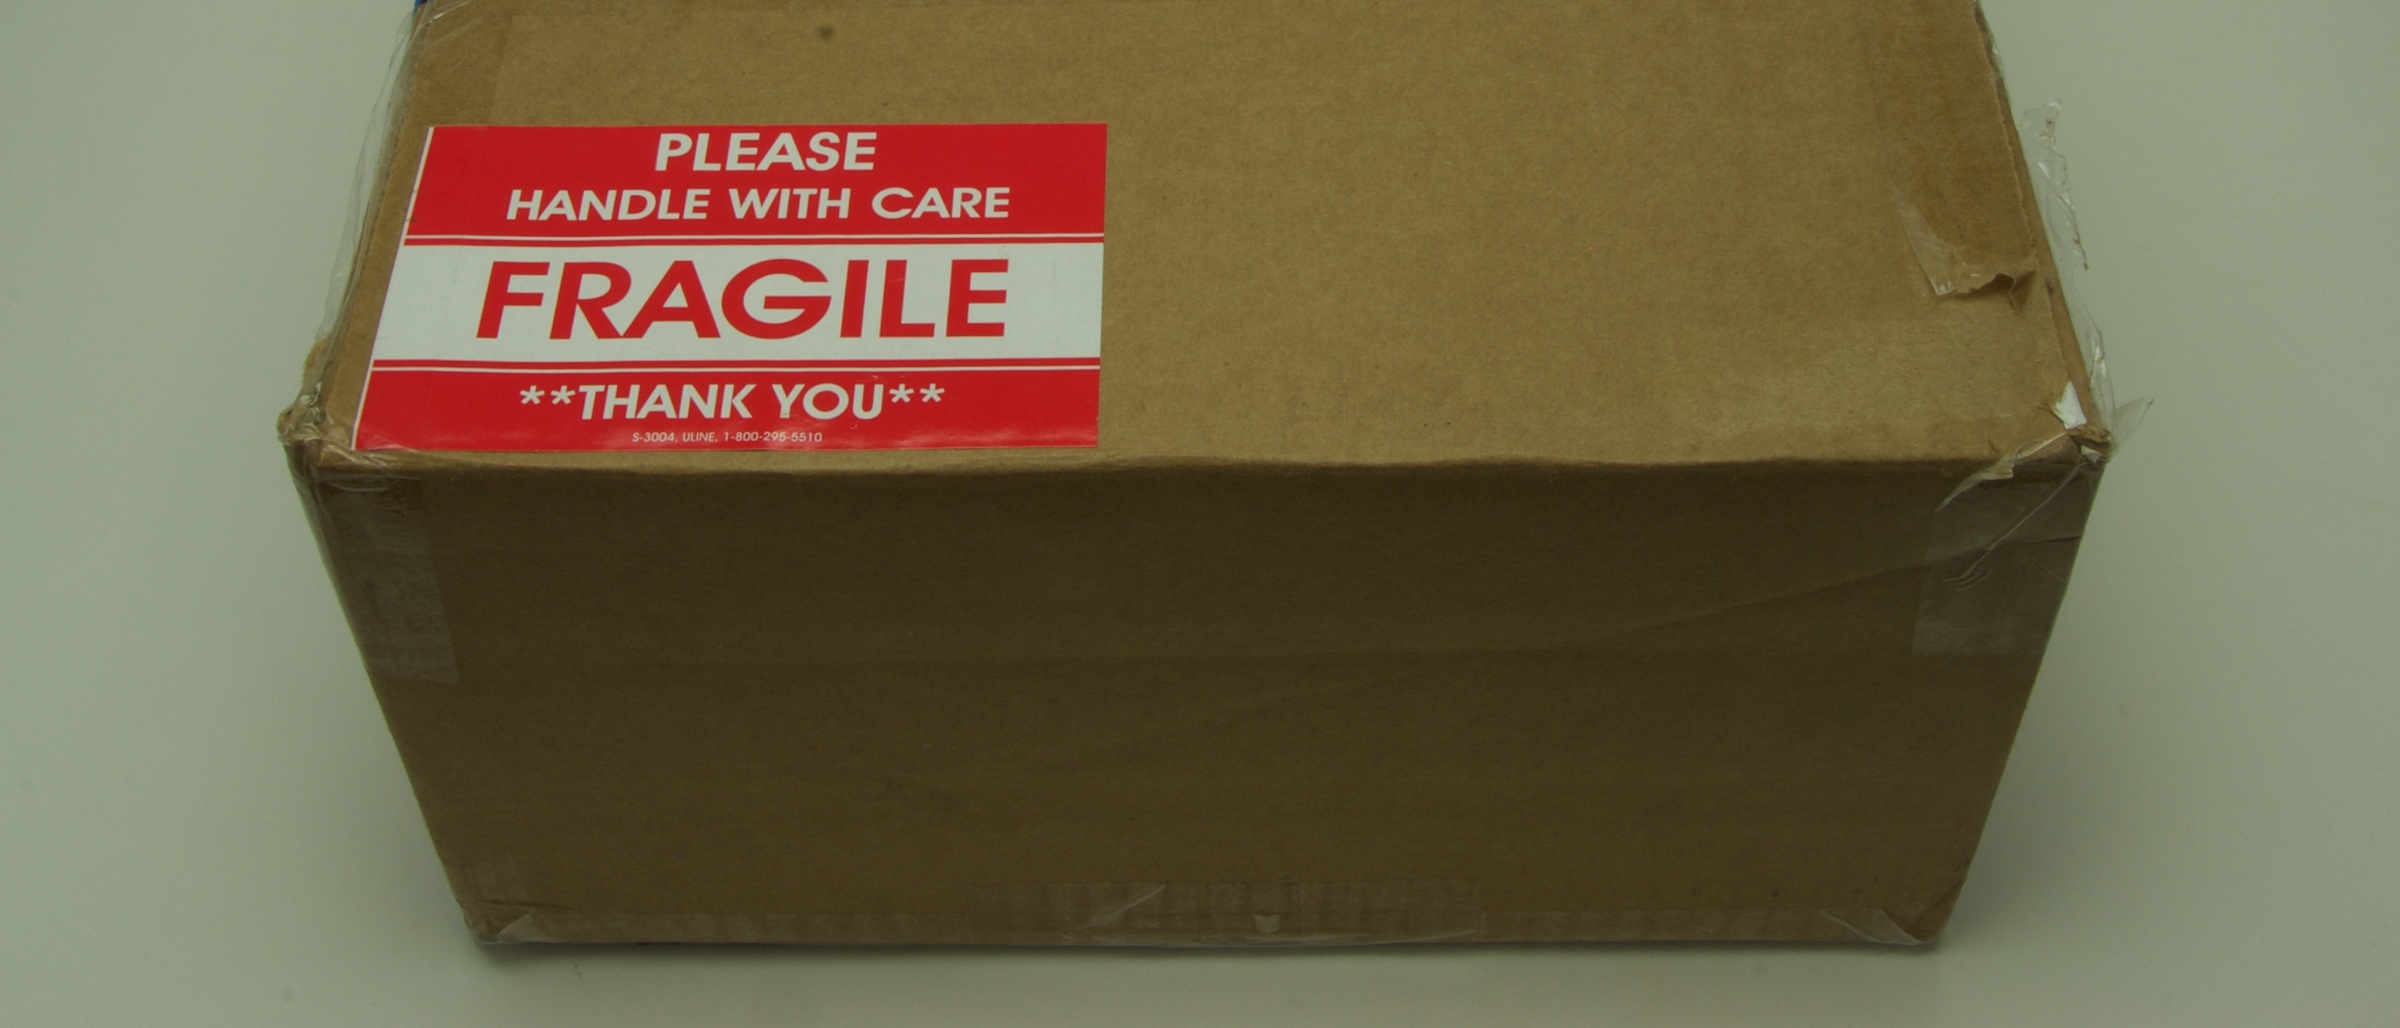 PLEASE
HANDLE WITH CARE
FRAGILE
**THANK YOU**
S-3004, ULINE, 1-800-295-5510